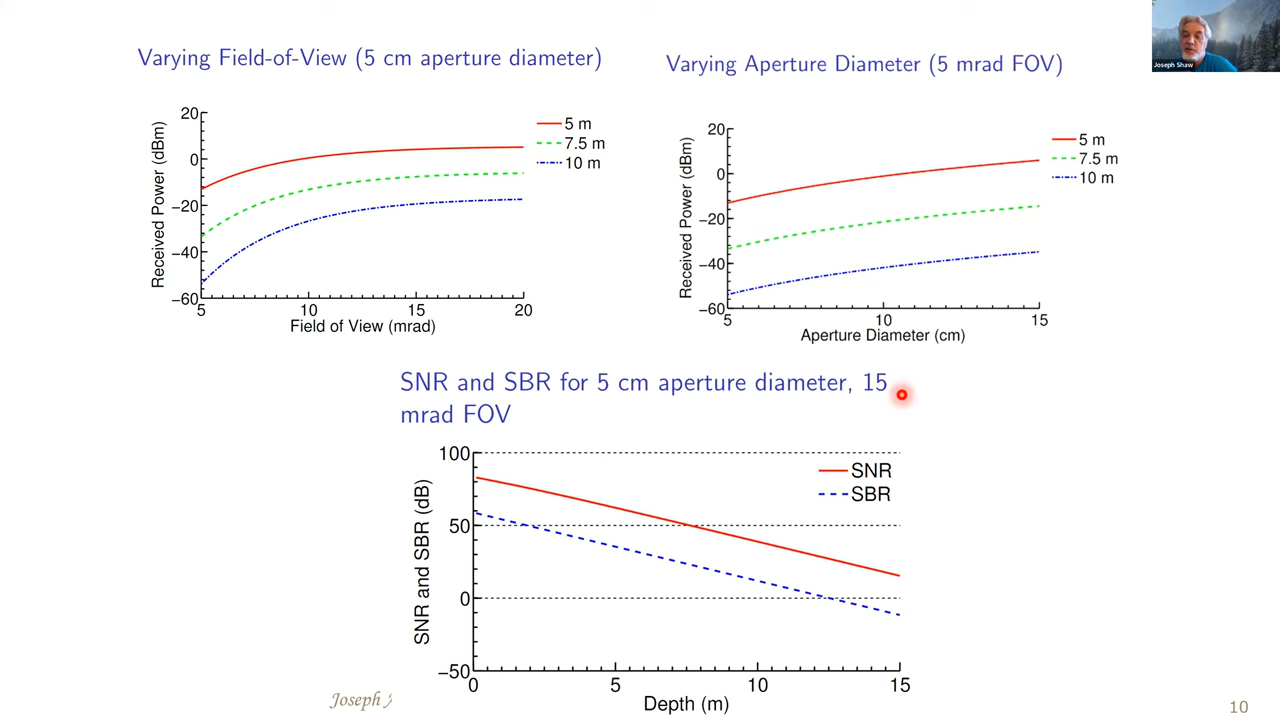 Joseph Shaw
Varying Field-of-View (5 cm aperture diameter)
20
0
−20
−40
−60
Received Power (dBm)
5
10
15
20
Field of View (mrad)
5 m
7.5 m
10 m
Varying Aperture Diameter (5 mrad FOV)
20
0
−20
−40
−60
Received Power (dBm)
5
10
15
Aperture Diameter (cm)
5 m
7.5 m
10 m
SNR and SBR for 5 cm aperture diameter, 15
mrad FOV
100
50
0
−50
SNR and SBR (dB)
0
5
10
15
Depth (m)
SNR
SBR
Joseph
10